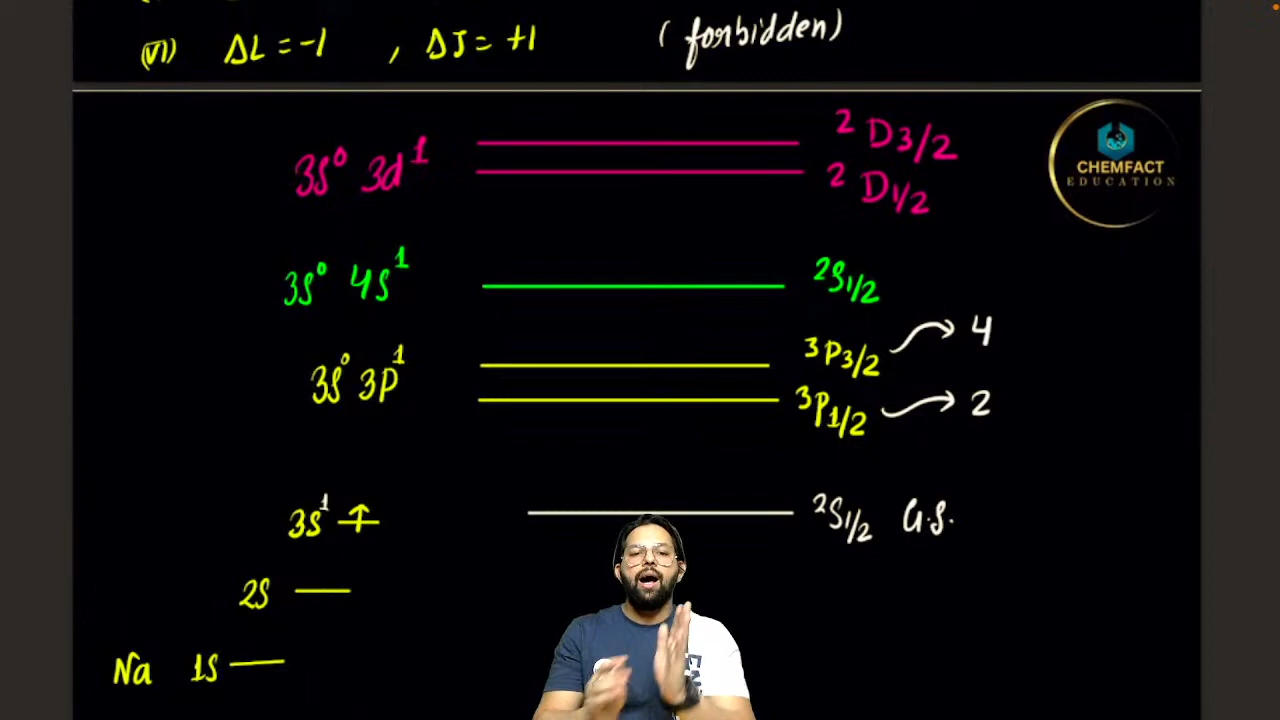 (vi) ΔL = -1 , ΔJ = +1 (forbidden)
3s⁰ 3d¹ ²D3/2
²D1/2
CHEMFACT
EDUCATION
3s⁰ 4s¹ ²S1/2
3s⁰ 3p¹ ³P3/2 → 4
³P1/2 → 2
3s¹ ↑ ²S1/2 G.S.
2s
Na 1s